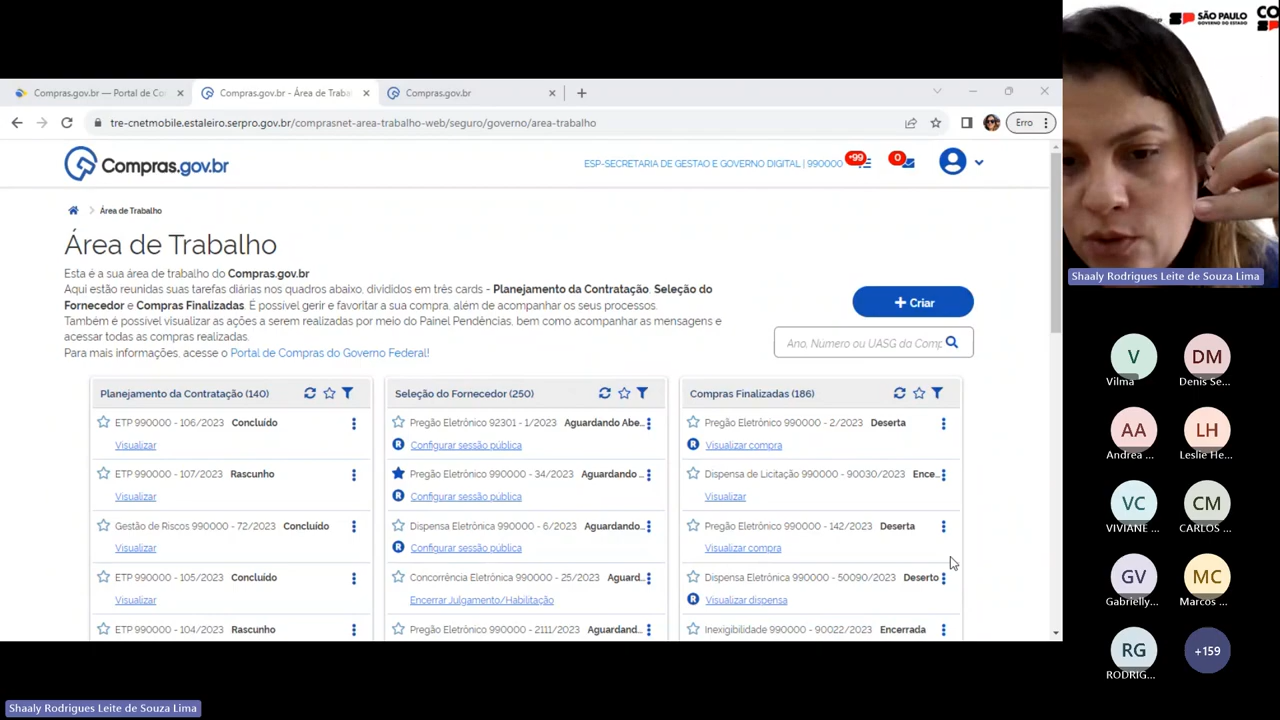 SÃO PAULO
GOVERNO DO ESTADO
CO
Compras.gov.br — Portal de Co
Compras.gov.br - Área de Traba
Compras.gov.br
tre-cnetmobile.estaleiro.serpro.gov.br/comprasnet-area-trabalho-web/seguro/governo/area-trabalho
Erro
Compras.gov.br
ESP-SECRETARIA DE GESTAO E GOVERNO DIGITAL | 990000
+99
0
Área de Trabalho
Área de Trabalho
Esta é a sua área de trabalho do Compras.gov.br
Aqui estão reunidas suas tarefas diárias nos quadros abaixo, divididos em três cards - Planejamento da Contratação, Seleção do
Fornecedor e Compras Finalizadas. É possivel gerir e favoritar a sua compra, além de acompanhar os seus processos.
Também é possivel visualizar as ações a serem realizadas por meio do Painel Pendências, bem como acompanhar as mensagens e
acessar todas as compras realizadas.
Para mais informações, acesse o Portal de Compras do Governo Federal!
+ Criar
Ano, Número ou UASG da Comp
Planejamento da Contratação (140)
ETP 990000 - 106/2023 Concluído
Visualizar
ETP 990000 - 107/2023 Rascunho
Visualizar
Gestão de Riscos 990000 - 72/2023 Concluído
Visualizar
ETP 990000 - 105/2023 Concluído
Visualizar
ETP 990000 - 104/2023 Rascunho
Seleção do Fornecedor (250)
Pregão Eletrônico 92301 - 1/2023 Aguardando Abe...
R Configurar sessão pública
Pregão Eletrônico 990000 - 34/2023 Aguardando ...
R Configurar sessão pública
Dispensa Eletrônica 990000 - 6/2023 Aguardando...
R Configurar sessão pública
Concorrência Eletrônica 990000 - 25/2023 Aguard...
Encerrar Julgamento/Habilitação
Pregão Eletrônico 990000 - 2111/2023 Aguardand...
Compras Finalizadas (186)
Pregão Eletrônico 990000 - 2/2023 Deserta
R Visualizar compra
Dispensa de Licitação 990000 - 90030/2023 Ence...
Visualizar
Pregão Eletrônico 990000 - 142/2023 Deserta
Visualizar compra
Dispensa Eletrônica 990000 - 50090/2023 Deserto
R Visualizar dispensa
Inexigibilidade 990000 - 90022/2023 Encerrada
Shaaly Rodrigues Leite de Souza Lima
V
Vilma
DM
Denis Se...
AA
Andrea ...
LH
Leslie He...
VC
VIVIANE ...
CM
CARLOS ...
GV
Gabrielly...
MC
Marcos ...
RG
RODRIG...
+159
Shaaly Rodrigues Leite de Souza Lima